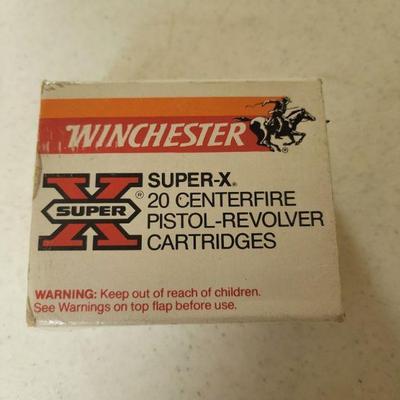 WINCHESTER®
X SUPER ®
SUPER-X®
20 CENTERFIRE
PISTOL-REVOLVER
CARTRIDGES
WARNING: Keep out of reach of children.
See Warnings on top flap before use.